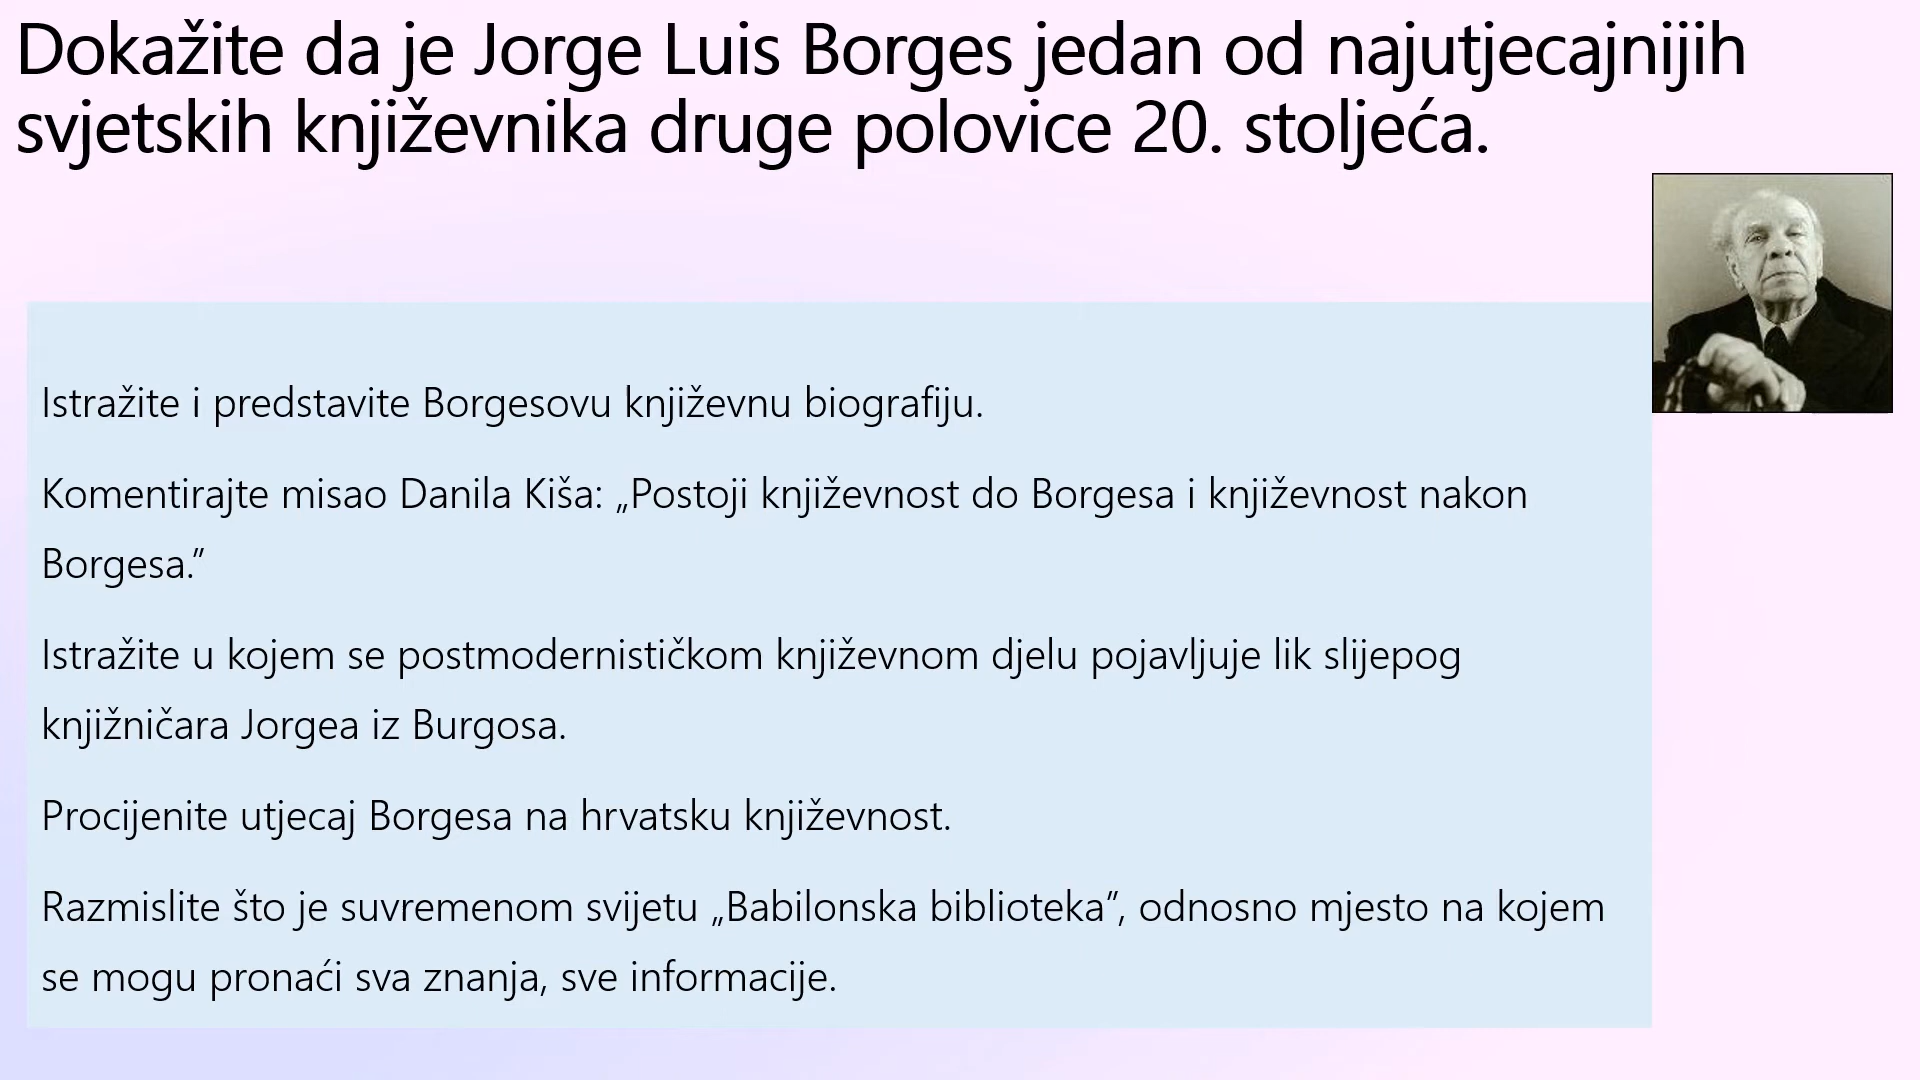 Dokažite da je Jorge Luis Borges jedan od najutjecajnijih
svjetskih književnika druge polovice 20. stoljeća.
Istražite i predstavite Borgesovu književnu biografiju.
Komentirajte misao Danila Kiša: „Postoji književnost do Borgesa i književnost nakon
Borgesa.”
Istražite u kojem se postmodernističkom književnom djelu pojavljuje lik slijepog
knjižničara Jorgea iz Burgosa.
Procijenite utjecaj Borgesa na hrvatsku književnost.
Razmislite što je suvremenom svijetu „Babilonska biblioteka”, odnosno mjesto na kojem
se mogu pronaći sva znanja, sve informacije.